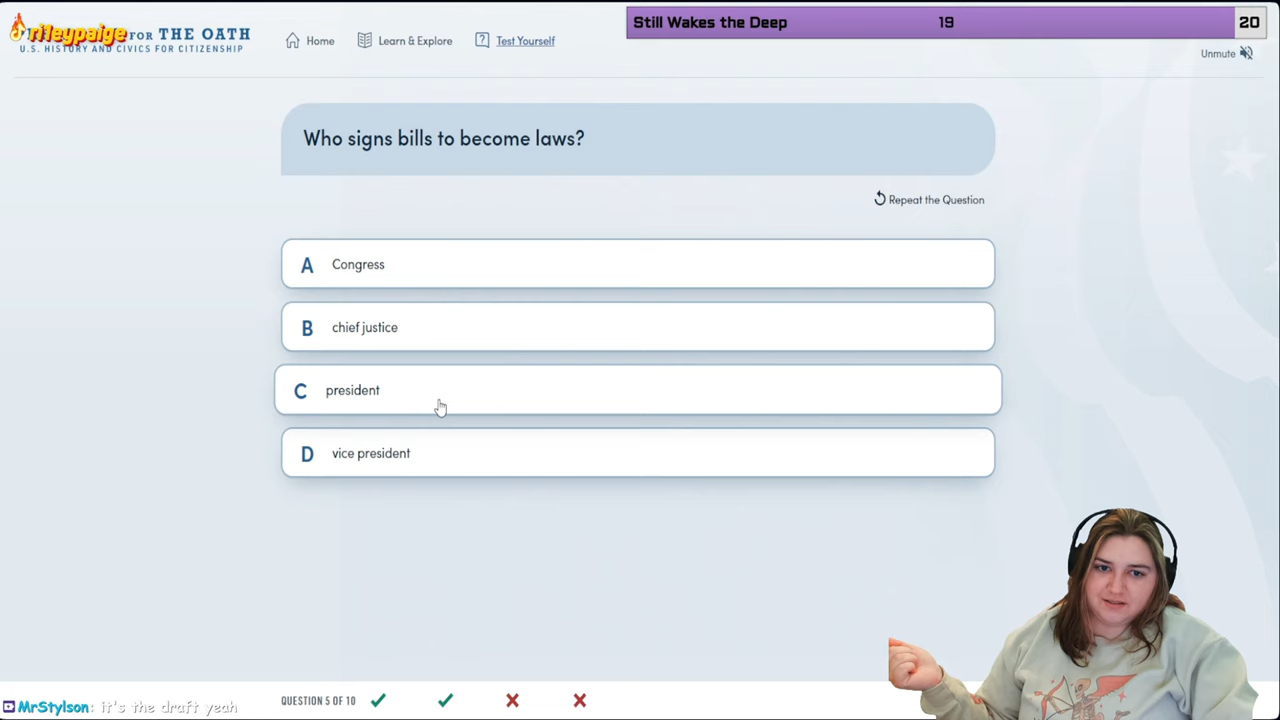 ri1eypaige FOR THE OATH
U.S. HISTORY AND CIVICS FOR CITIZENSHIP
Home
Learn & Explore
? Test Yourself
Still Wakes the Deep 19 20
Unmute
Who signs bills to become laws?
Repeat the Question
A Congress
B chief justice
C president
D vice president
QUESTION 5 OF 10
MrStylson: it's the draft yeah